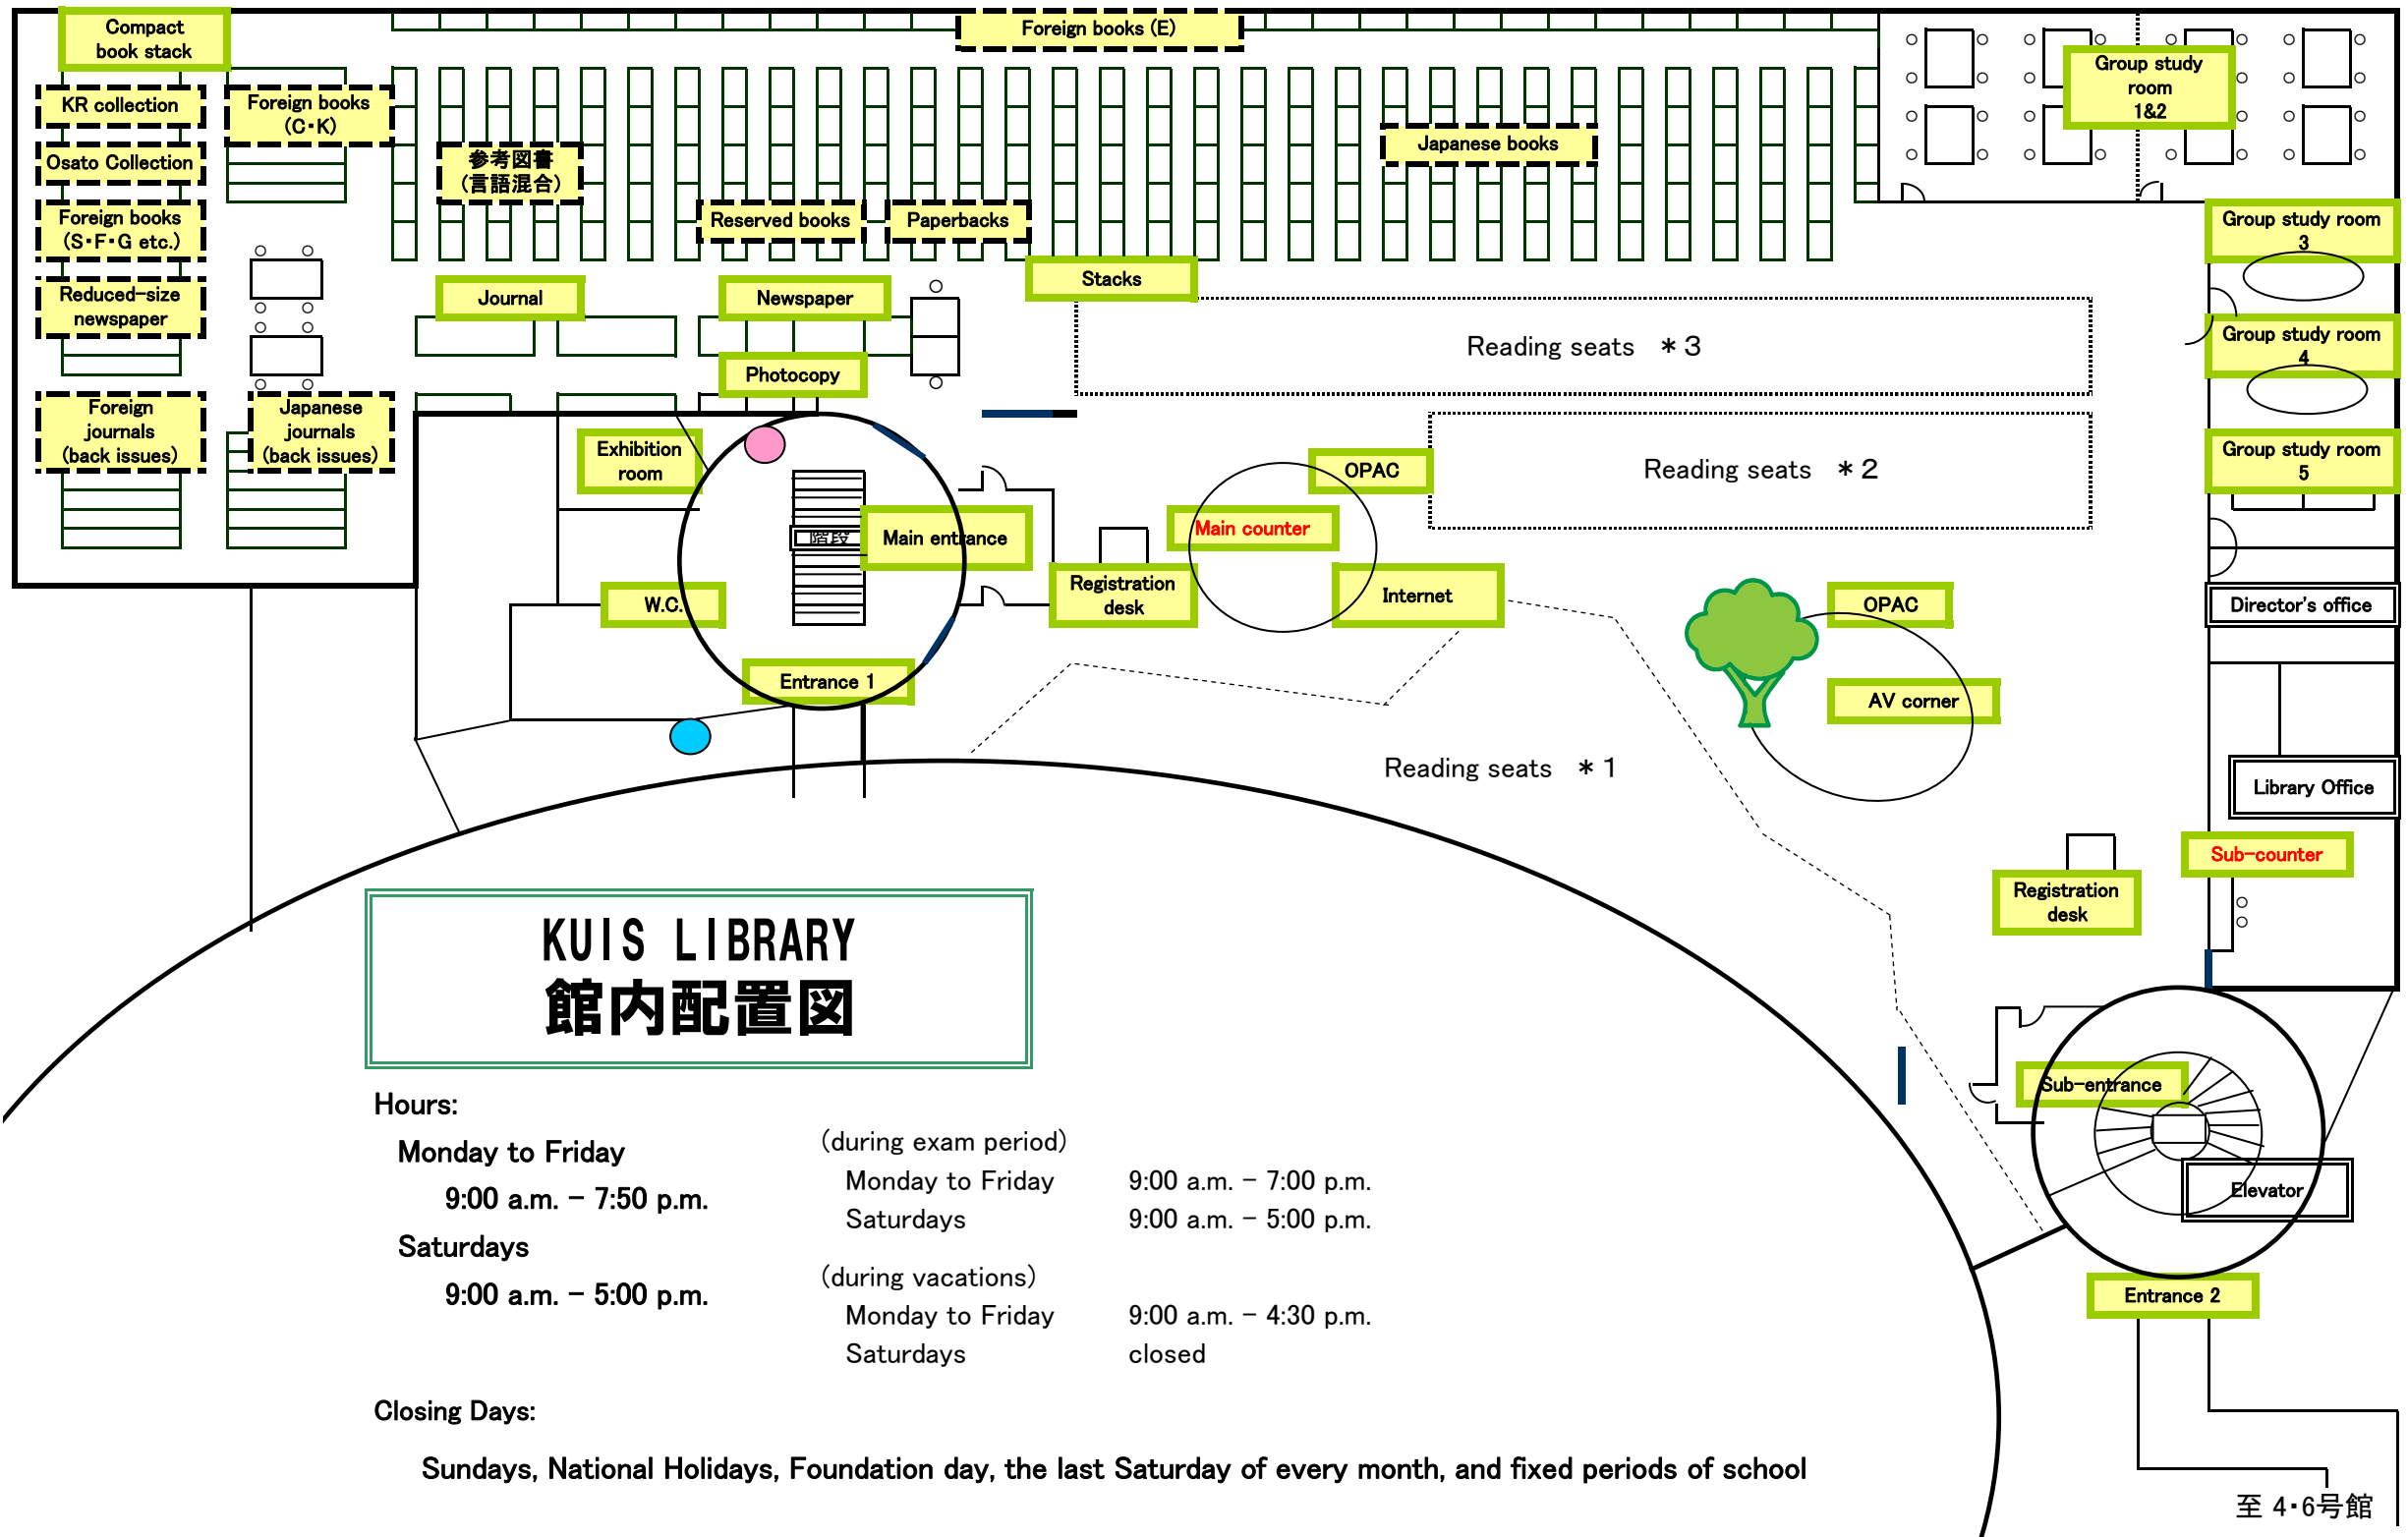 Compact
book stack
Foreign books (E)
Group study
room
1&2
KR collection
Foreign books
(C・K)
Osato Collection
参考図書
(言語混合)
Japanese books
Foreign books
(S・F・G etc.)
Reserved books
Paperbacks
Group study room
3
Reduced-size
newspaper
Journal
Newspaper
Stacks
Reading seats ＊3
Group study room
4
Photocopy
Foreign
journals
(back issues)
Japanese
journals
(back issues)
Exhibition
room
OPAC
Reading seats ＊2
Group study room
5
階段
Main entrance
Main counter
Registration
desk
Internet
W.C.
OPAC
Director's office
Entrance 1
AV corner
Reading seats ＊1
Library Office
Sub-counter
Registration
desk
KUIS LIBRARY
館内配置図
Sub-entrance
Elevator
Entrance 2
Hours:
Monday to Friday
9:00 a.m. - 7:50 p.m.
Saturdays
9:00 a.m. - 5:00 p.m.
(during exam period)
Monday to Friday 9:00 a.m. - 7:00 p.m.
Saturdays 9:00 a.m. - 5:00 p.m.
(during vacations)
Monday to Friday 9:00 a.m. - 4:30 p.m.
Saturdays closed
Closing Days:
Sundays, National Holidays, Foundation day, the last Saturday of every month, and fixed periods of school
至 4・6号館